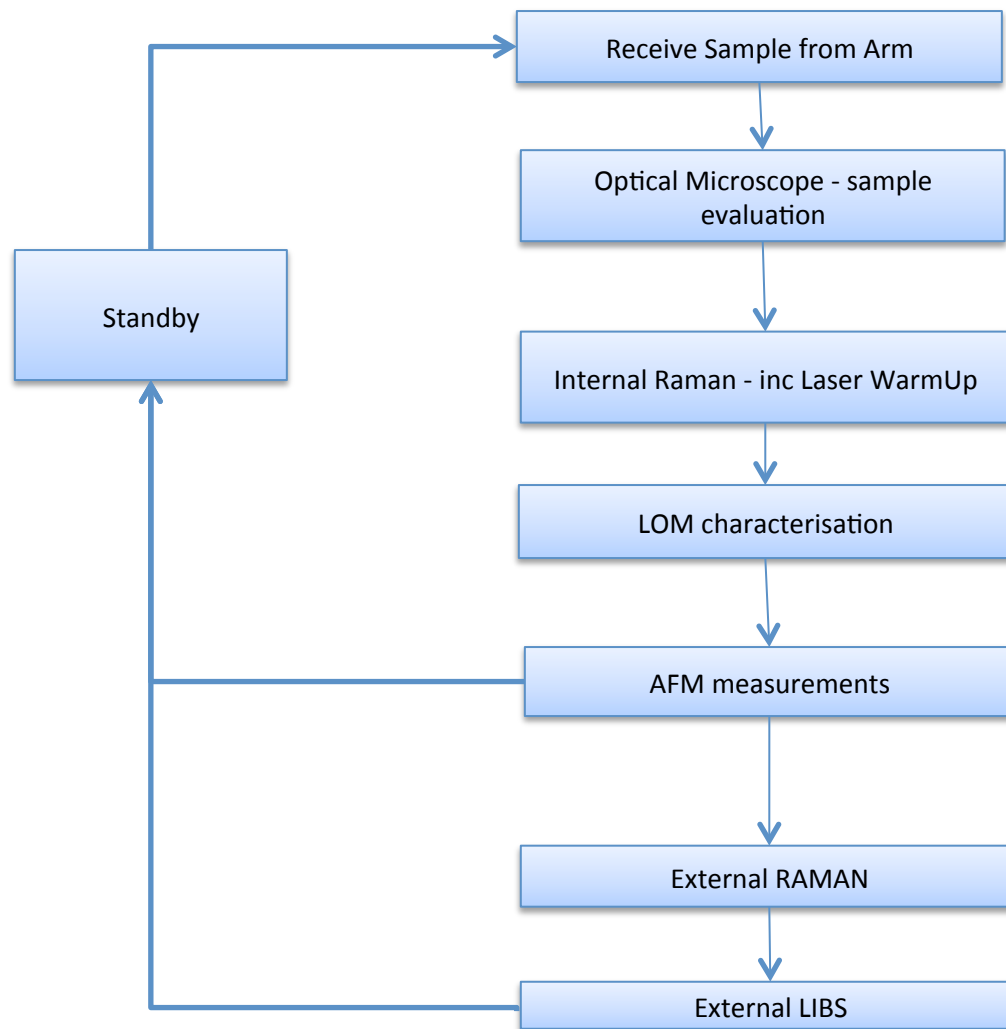 Receive Sample from Arm
Optical Microscope - sample
evaluation
Standby
Internal Raman - inc Laser WarmUp
LOM characterisation
AFM measurements
External RAMAN
External LIBS